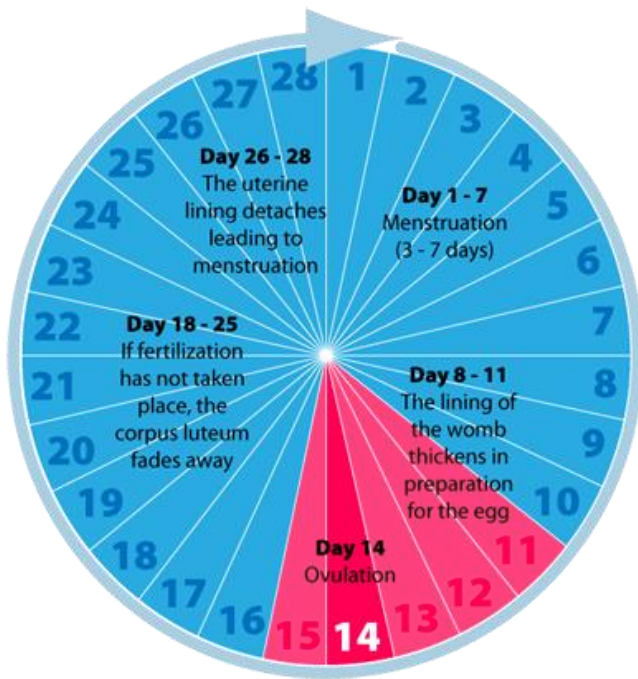 1
2
3
4
5
6
7
8
9
10
11
12
13
14
15
16
17
18
19
20
21
22
23
24
25
26
27
28
Day 1 - 7
Menstruation
(3 - 7 days)
Day 8 - 11
The lining of
the womb
thickens in
preparation
for the egg
Day 14
Ovulation
Day 18 - 25
If fertilization
has not taken
place, the
corpus luteum
fades away
Day 26 - 28
The uterine
lining detaches
leading to
menstruation